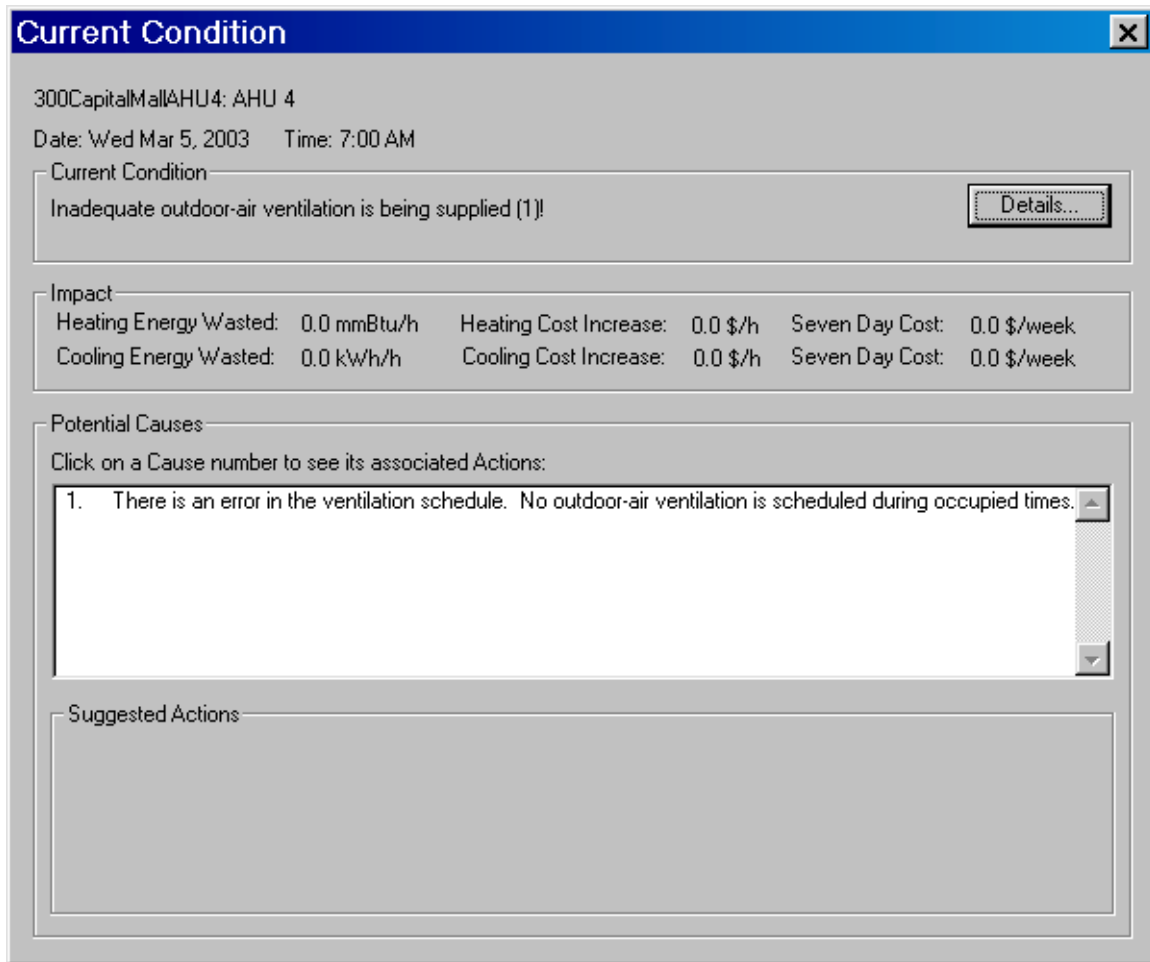 Current Condition
300CapitalMallAHU4: AHU 4
Date: Wed Mar 5, 2003 Time: 7:00 AM
Current Condition
Inadequate outdoor-air ventilation is being supplied (1)!
Details...
Impact
Heating Energy Wasted: 0.0 mmBtu/h Heating Cost Increase: 0.0 $/h Seven Day Cost: 0.0 $/week
Cooling Energy Wasted: 0.0 kWh/h Cooling Cost Increase: 0.0 $/h Seven Day Cost: 0.0 $/week
Potential Causes
Click on a Cause number to see its associated Actions:
1. There is an error in the ventilation schedule. No outdoor-air ventilation is scheduled during occupied times.
Suggested Actions